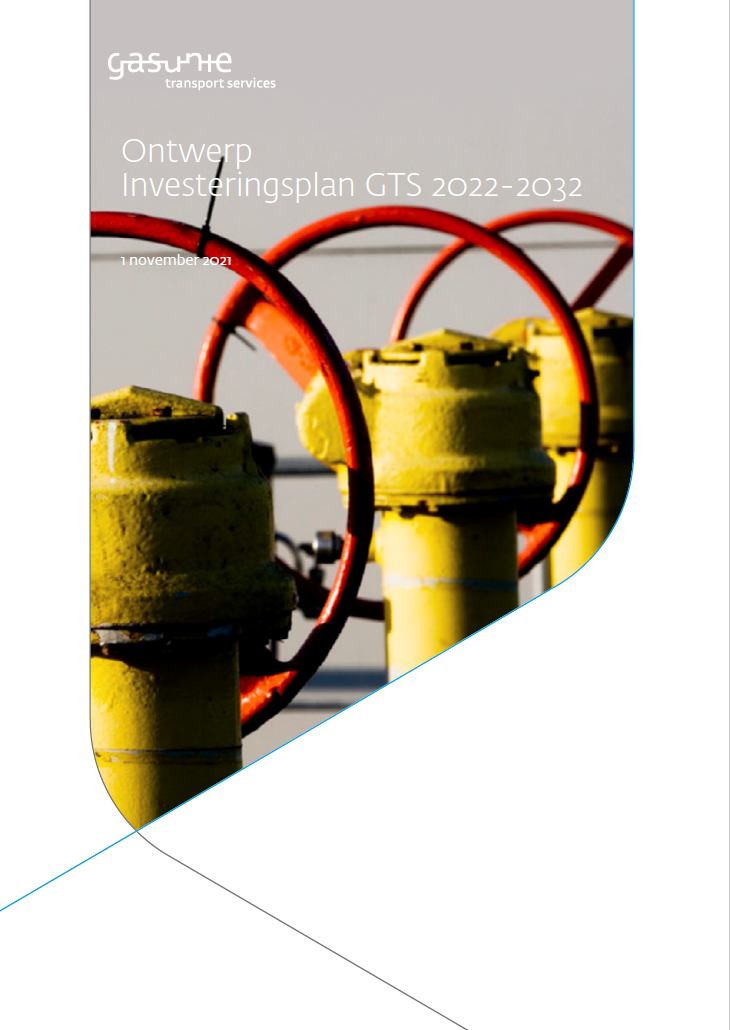 gasunie
transport services
Ontwerp
Investeringsplan GTS 2022-2032
1 november 2021